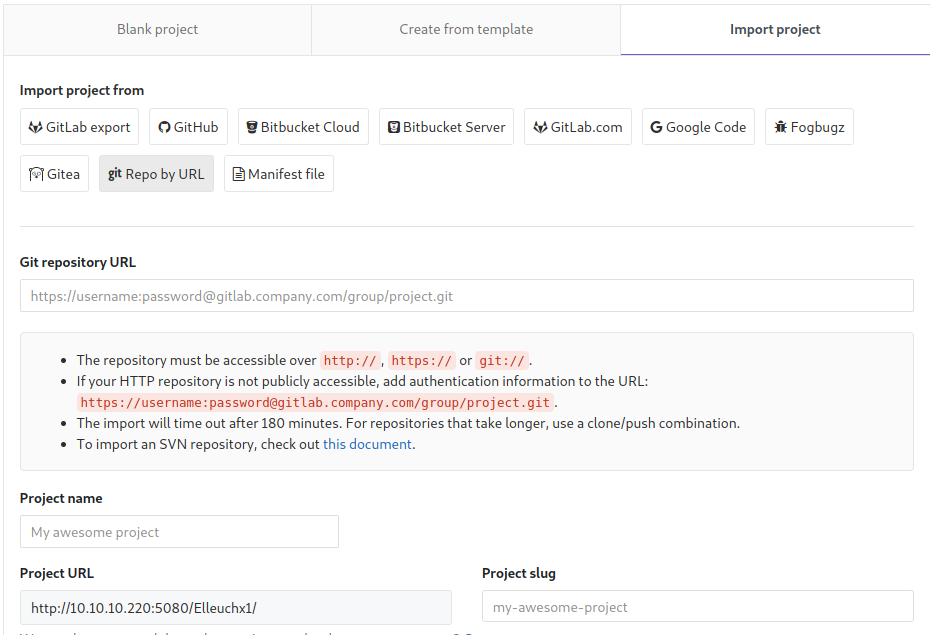 Blank project
Create from template
Import project
Import project from
GitLab export
GitHub
Bitbucket Cloud
Bitbucket Server
GitLab.com
Google Code
Fogbugz
Gitea
git Repo by URL
Manifest file
Git repository URL
https://username:password@gitlab.company.com/group/project.git
The repository must be accessible over http://, https:// or git://.
If your HTTP repository is not publicly accessible, add authentication information to the URL:
https://username:password@gitlab.company.com/group/project.git.
The import will time out after 180 minutes. For repositories that take longer, use a clone/push combination.
To import an SVN repository, check out this document.
Project name
My awesome project
Project URL
Project slug
http://10.10.10.220:5080/Elleuchx1/
my-awesome-project